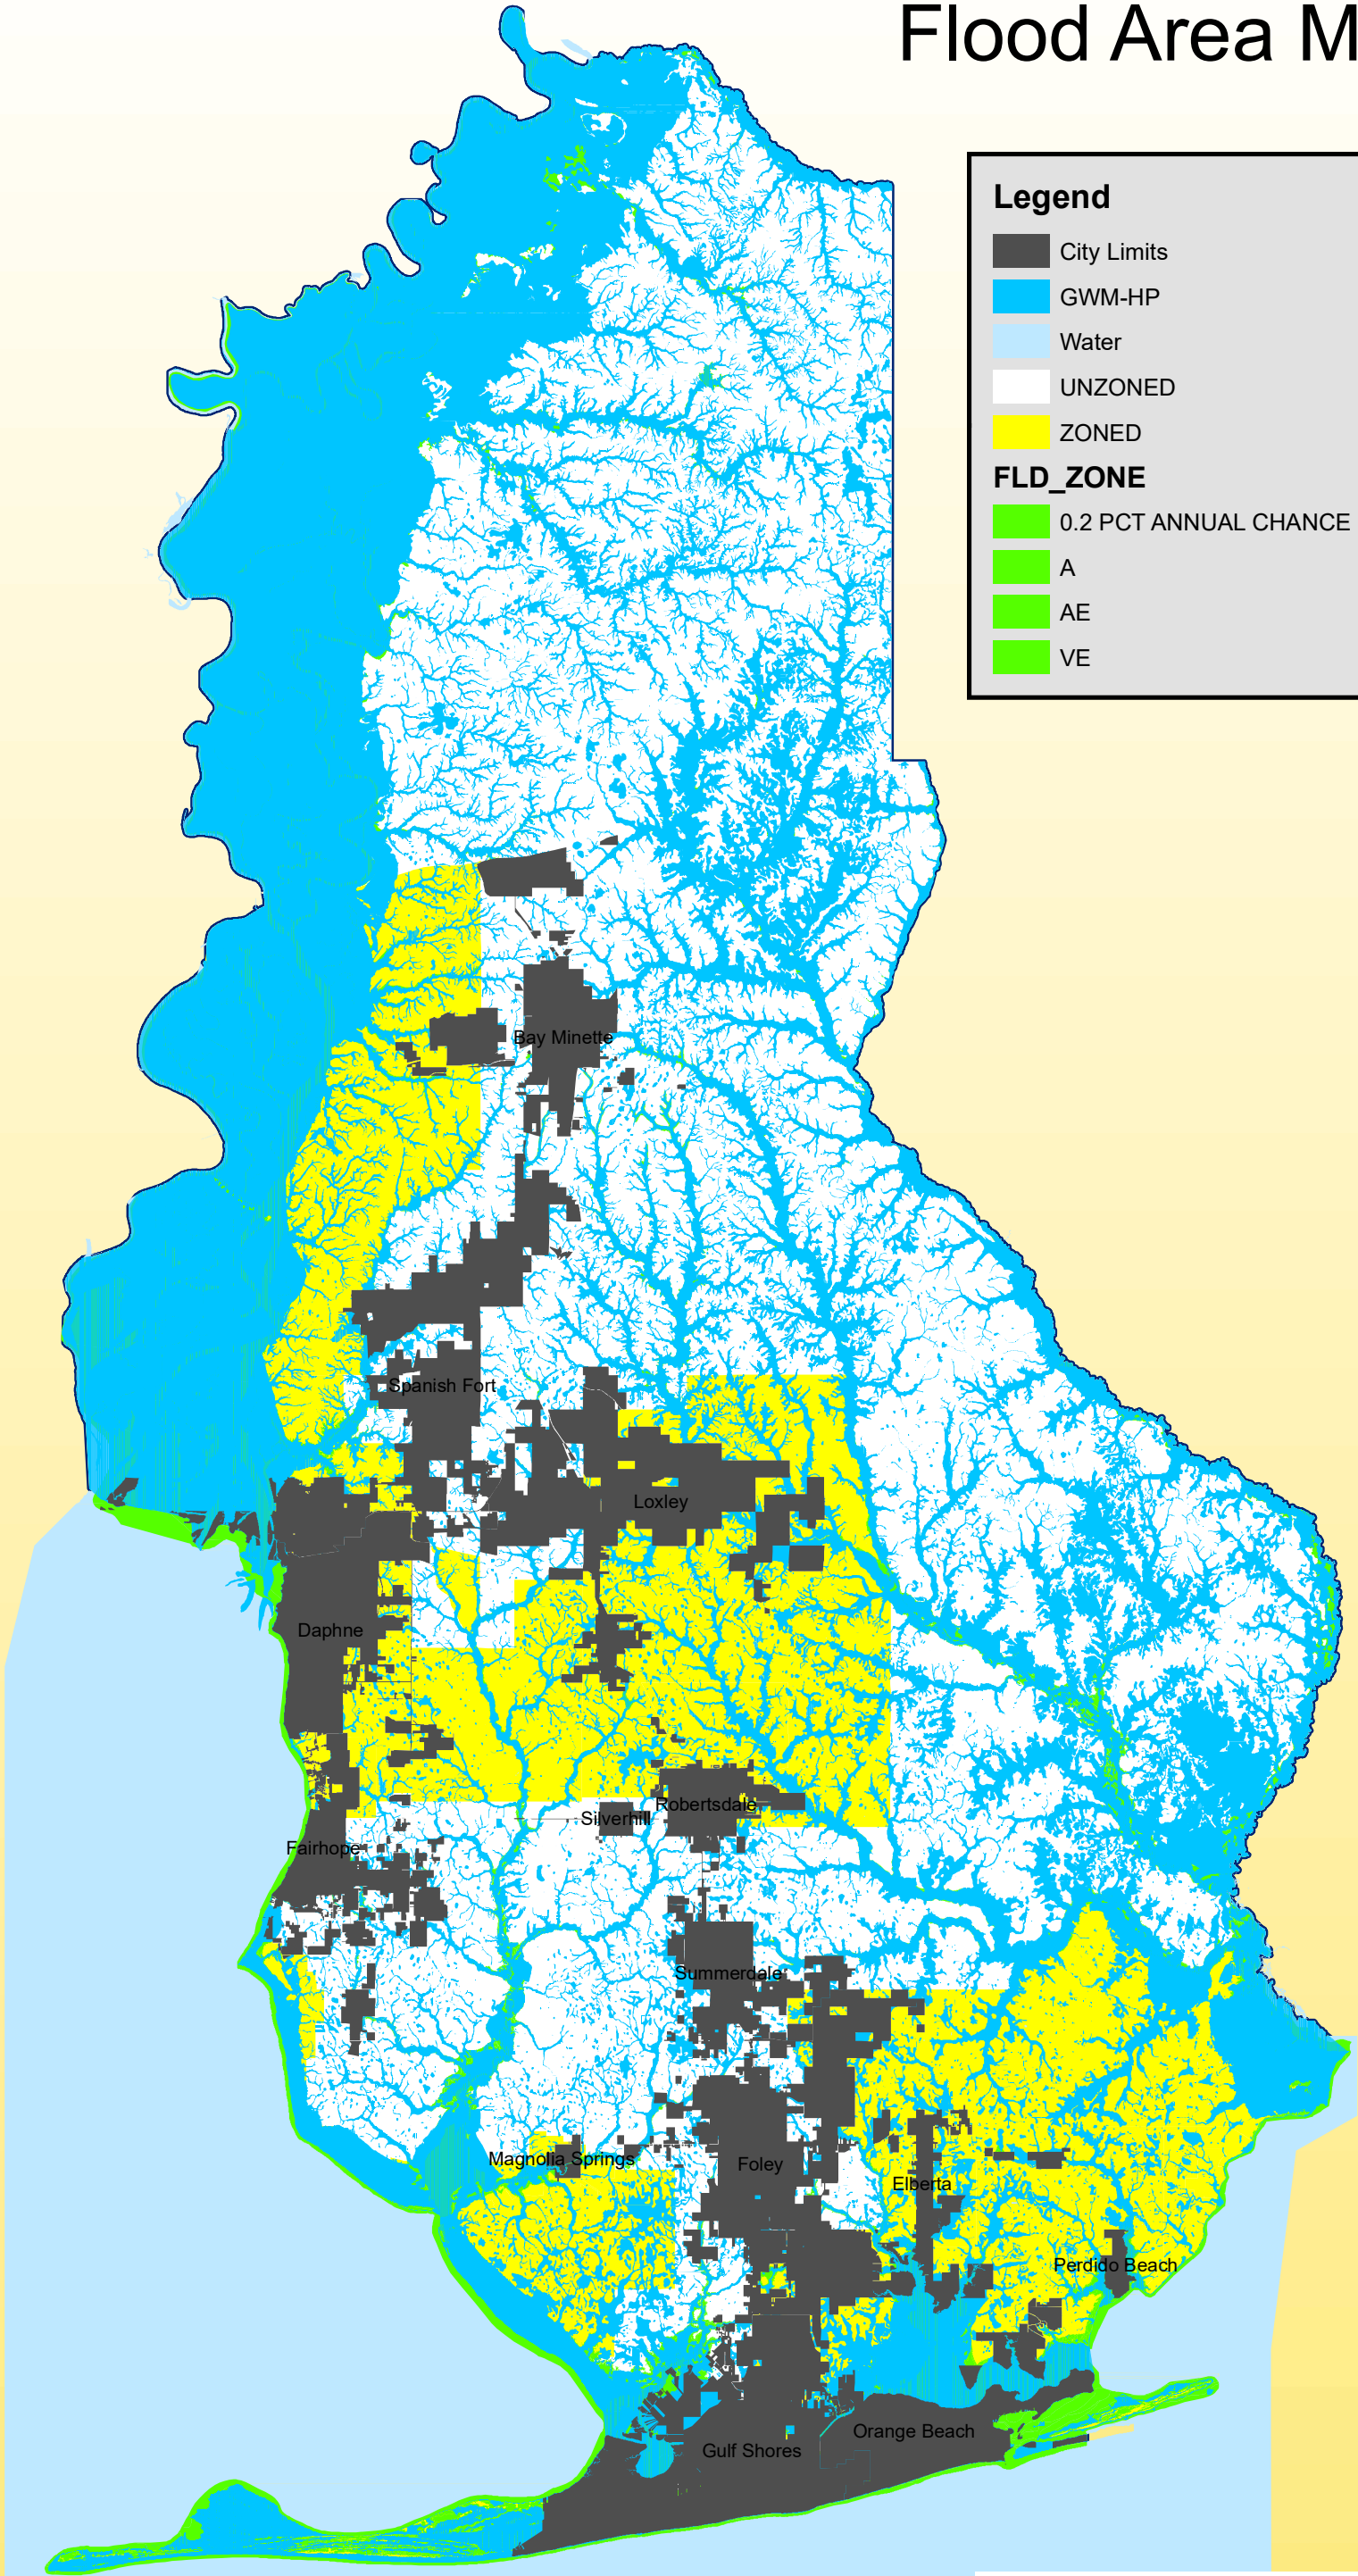 Flood Area M
Legend
City Limits
GWM-HP
Water
UNZONED
ZONED
FLD_ZONE
0.2 PCT ANNUAL CHANCE
A
AE
VE
Bay Minette
Spanish Fort
Loxley
Daphne
Robertsdale
Silverhill
Fairhope
Summerdale
Magnolia Springs
Foley
Elberta
Perdido Beach
Orange Beach
Gulf Shores